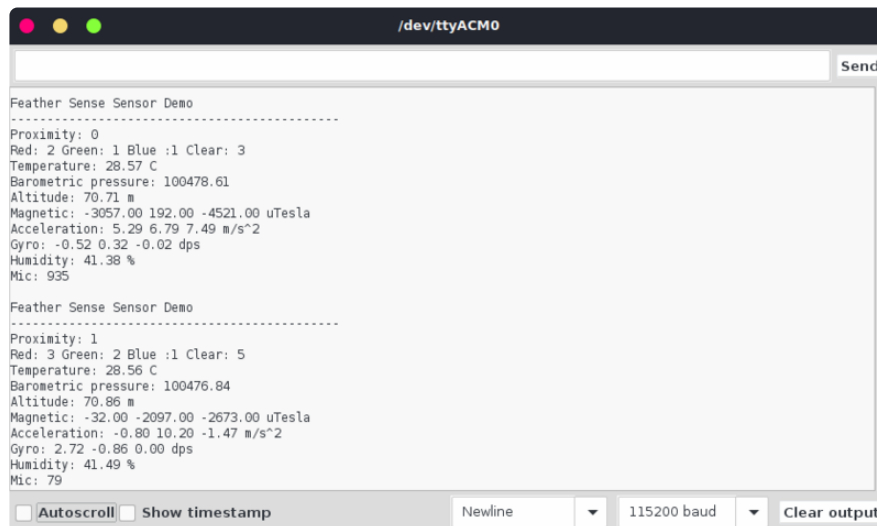 /dev/ttyACM0
Send
Feather Sense Sensor Demo
---------------------------------------------
Proximity: 0
Red: 2 Green: 1 Blue :1 Clear: 3
Temperature: 28.57 C
Barometric pressure: 100478.61
Altitude: 70.71 m
Magnetic: -3057.00 192.00 -4521.00 uTesla
Acceleration: 5.29 6.79 7.49 m/s^2
Gyro: -0.52 0.32 -0.02 dps
Humidity: 41.38 %
Mic: 935
Feather Sense Sensor Demo
---------------------------------------------
Proximity: 1
Red: 3 Green: 2 Blue :1 Clear: 5
Temperature: 28.56 C
Barometric pressure: 100476.84
Altitude: 70.86 m
Magnetic: -32.00 -2097.00 -2673.00 uTesla
Acceleration: -0.80 10.20 -1.47 m/s^2
Gyro: 2.72 -0.86 0.00 dps
Humidity: 41.49 %
Mic: 79
Autoscroll Show timestamp Newline 115200 baud Clear output